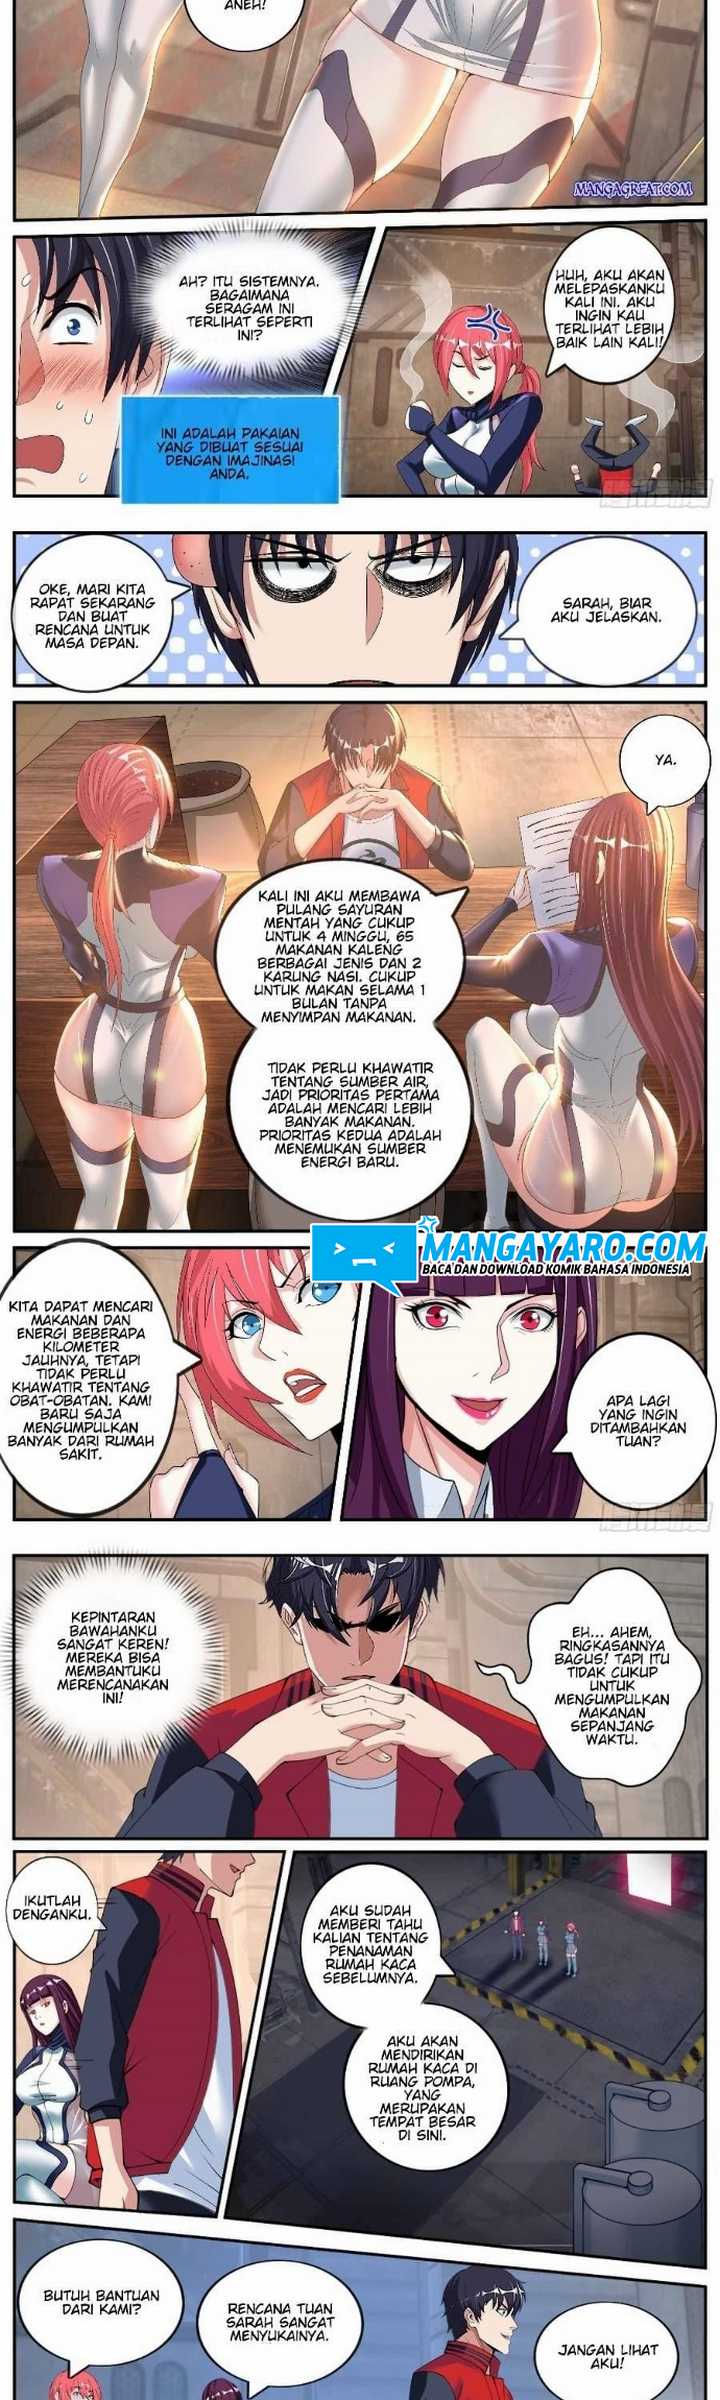 ANEH!
MANGAGREAT.COM
AH? ITU SISTEMNYA.
BAGAIMANA
SERAGAM INI
TERLIHAT SEPERTI
INI?
HUH, AKU AKAN
MELEPASKANKU
KALI INI. AKU
INGIN KAU
TERLIHAT LEBIH
BAIK LAIN KALI!
INI ADALAH PAKAIAN
YANG DIBUAT SESUAI
DENGAN IMAJINASI
ANDA.
OKE, MARI KITA
RAPAT SEKARANG
DAN BUAT
RENCANA UNTUK
MASA DEPAN.
SARAH, BIAR
AKU JELASKAN.
YA.
KALI INI AKU MEMBAWA
PULANG SAYURAN
MENTAH YANG CUKUP
UNTUK 4 MINGGU, 65
MAKANAN KALENG
BERBAGAI JENIS DAN 2
KARUNG NASI. CUKUP
UNTUK MAKAN SELAMA 1
BULAN TANPA
MENYIMPAN MAKANAN.
TIDAK PERLU KHAWATIR
TENTANG SUMBER AIR,
JADI PRIORITAS PERTAMA
ADALAH MENCARI LEBIH
BANYAK MAKANAN.
PRIORITAS KEDUA ADALAH
MENEMUKAN SUMBER
ENERGI BARU.
MANGAYARO.COM
BACA DAN DOWNLOAD KOMIK BAHASA INDONESIA
KITA DAPAT MENCARI
MAKANAN DAN
ENERGI BEBERAPA
KILOMETER
JAUHNYA, TETAPI
TIDAK PERLU
KHAWATIR TENTANG
OBAT-OBATAN. KAMI
BARU SAJA
MENGUMPULKAN
BANYAK DARI RUMAH
SAKIT.
APA LAGI
YANG INGIN
DITAMBAHKAN
TUAN?
KEPINTARAN
BAWAHANKU
SANGAT KEREN!
MEREKA BISA
MEMBANTUKU
MERENCANAKAN
INI!
EH... AHEM,
RINGKASANNYA
BAGUS! TAPI ITU
TIDAK CUKUP
UNTUK
MENGUMPULKAN
MAKANAN
SEPANJANG
WAKTU.
IKUTLAH
DENGANKU.
AKU SUDAH
MEMBERI TAHU
KALIAN TENTANG
PENANAMAN
RUMAH KACA
SEBELUMNYA.
AKU AKAN
MENDIRIKAN
RUMAH KACA DI
RUANG POMPA,
YANG
MERUPAKAN
TEMPAT BESAR
DI SINI.
BUTUH BANTUAN
DARI KAMI?
RENCANA TUAN
SARAH SANGAT
MENYUKAINYA.
JANGAN LIHAT
AKU!